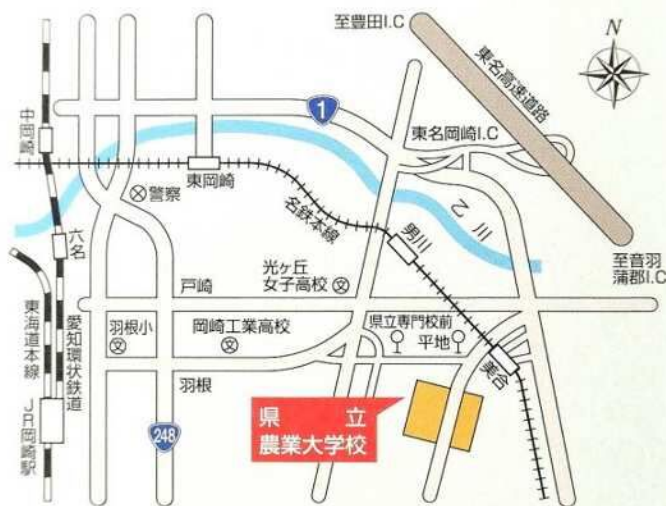 至豊田I.C
N
東名高速道路
1
中岡崎
東名岡崎I.C
東岡崎
警察
名鉄本線
乙川
男川
六名
光ヶ丘
女子高校
文
至音羽
蒲郡I.C
戸崎
東海道本線
愛知環状鉄道
羽根小
文
岡崎工業高校
文
県立専門校前
平地
美合
羽根
JR岡崎駅
248
県立
農業大学校